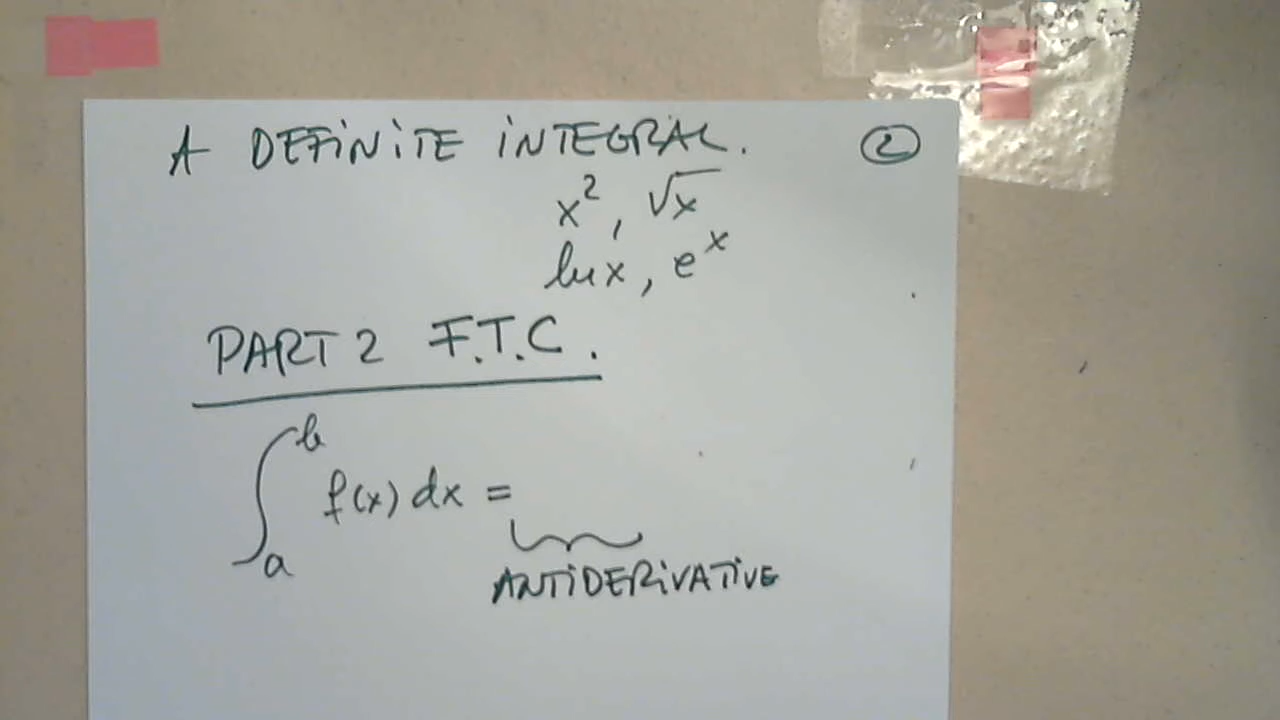 A DEFINITE INTEGRAL. 2
x², √x
ln x, eˣ
PART 2 F.T.C.
∫ₐᵇ f(x) dx =
ANTIDERIVATIVE